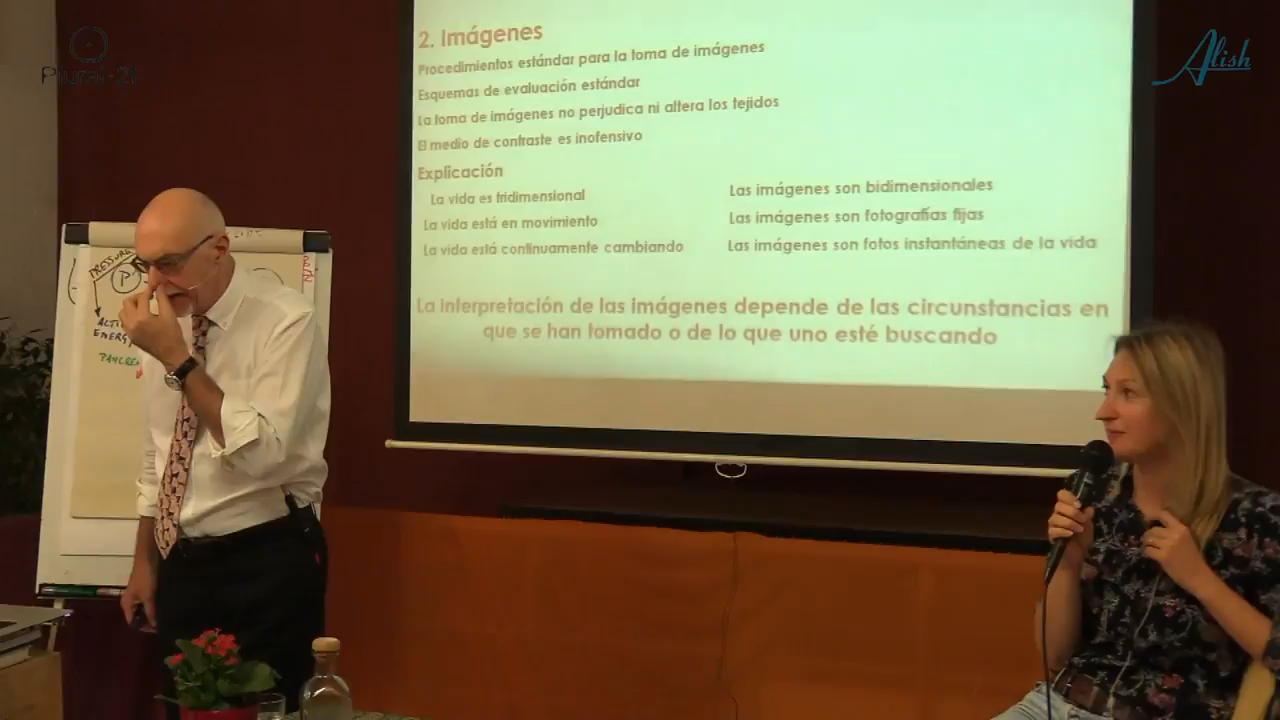 Plural-21
Alish
2. Imágenes
Procedimientos estándar para la toma de imágenes
Esquemas de evaluación estándar
La toma de imágenes no perjudica ni altera los tejidos
El medio de contraste es inofensivo
Explicación
La vida es tridimensional
Las imágenes son bidimensionales
La vida está en movimiento
Las imágenes son fotografías fijas
La vida está continuamente cambiando
Las imágenes son fotos instantáneas de la vida
La interpretación de las imágenes depende de las circunstancias en
que se han tomado o de lo que uno esté buscando
PRESSURE
P
ENERGY